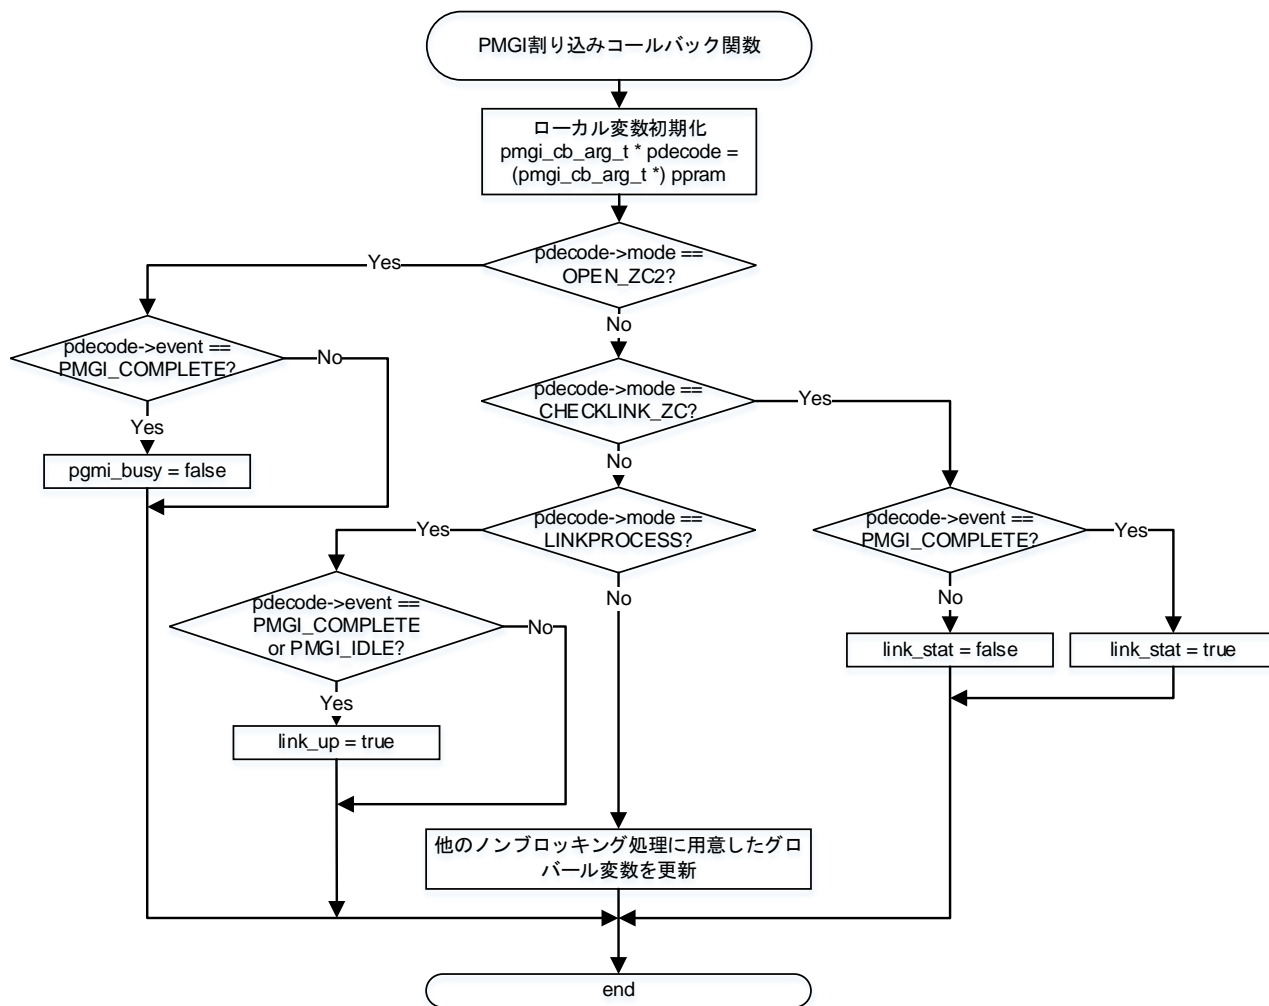 PMGI割り込みコールバック関数
ローカル変数初期化
pmgi_cb_arg_t * pdecode =
(pmgi_cb_arg_t *) ppram
pdecode->mode ==
OPEN_ZC2?
Yes
No
pdecode->event ==
PMGI_COMPLETE?
No
Yes
pgmi_busy = false
pdecode->mode ==
CHECKLINK_ZC?
Yes
No
pdecode->mode ==
LINKPROCESS?
Yes
No
pdecode->event ==
PMGI_COMPLETE?
Yes
No
link_stat = false
link_stat = true
pdecode->event ==
PMGI_COMPLETE
or PMGI_IDLE?
No
Yes
link_up = true
他のノンブロッキング処理に用意したグロ
バール変数を更新
end